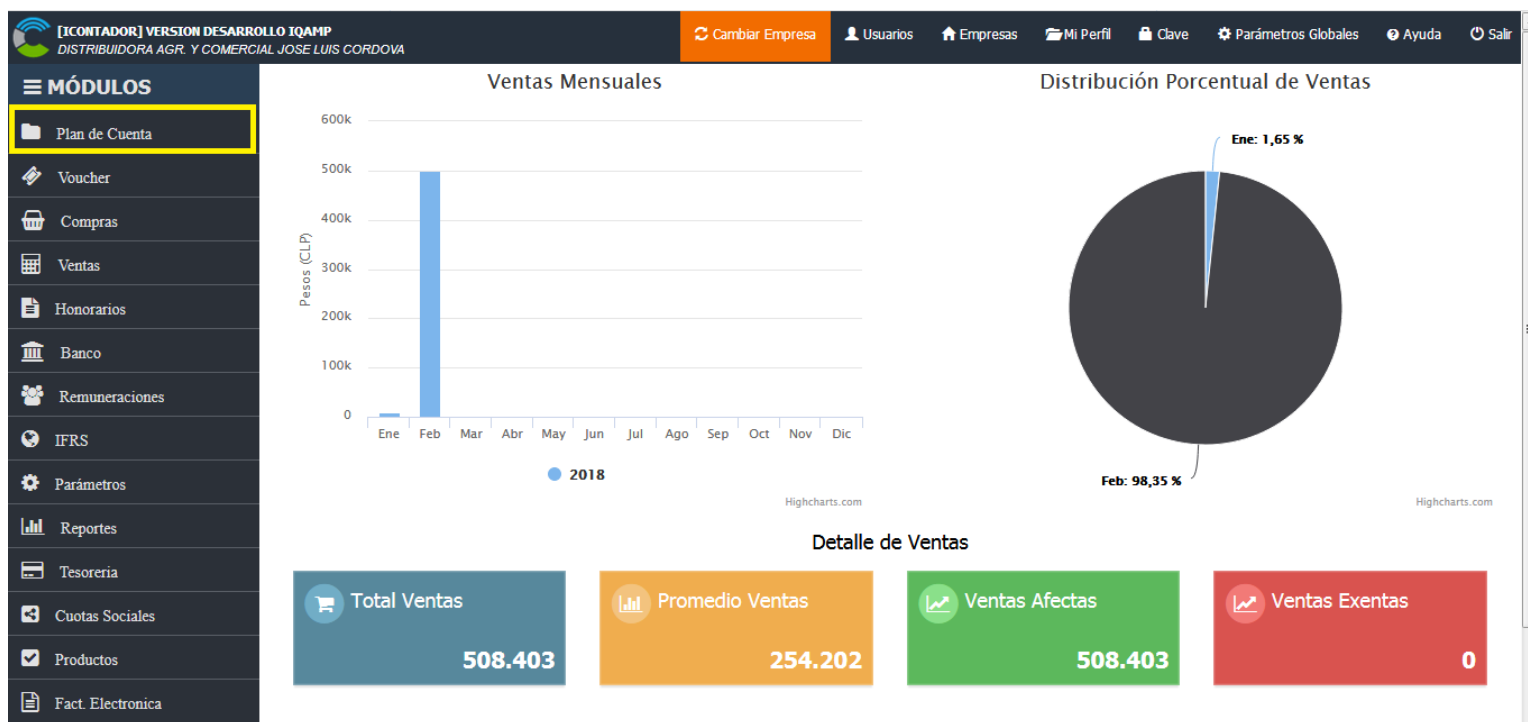 [ICONTADOR] VERSION DESARROLLO IQAMP
DISTRIBUIDORA AGR. Y COMERCIAL JOSE LUIS CORDOVA
Cambiar Empresa
Usuarios
Empresas
Mi Perfil
Clave
Parámetros Globales
Ayuda
Salir
MÓDULOS
Plan de Cuenta
Voucher
Compras
Ventas
Honorarios
Banco
Remuneraciones
IFRS
Parámetros
Reportes
Tesoreria
Cuotas Sociales
Productos
Fact. Electronica
Ventas Mensuales
600k
500k
400k
300k
200k
100k
0
Pesos (CLP)
Ene Feb Mar Abr May Jun Jul Ago Sep Oct Nov Dic
2018
Highcharts.com
Distribución Porcentual de Ventas
Ene: 1,65 %
Feb: 98,35 %
Highcharts.com
Detalle de Ventas
Total Ventas
508.403
Promedio Ventas
254.202
Ventas Afectas
508.403
Ventas Exentas
0